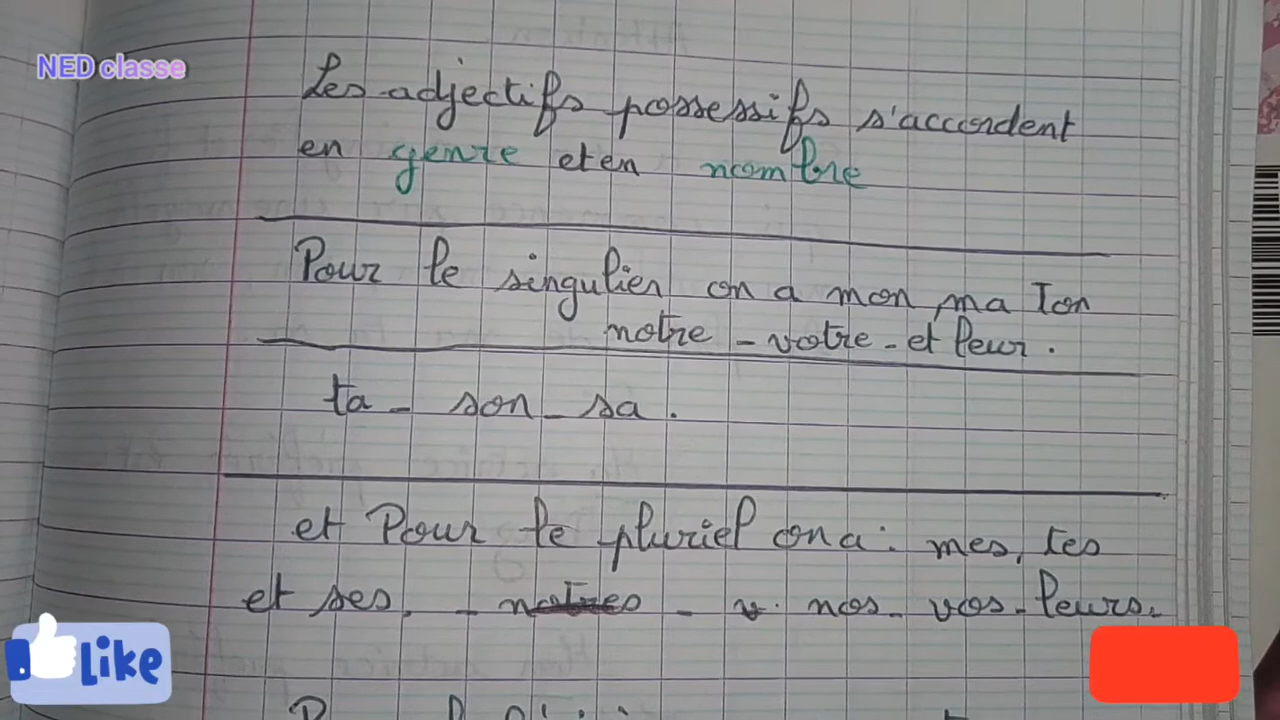 NED classe
Les adjectifs possessifs s'accordent
en genre et en nombre
Pour le singulier on a mon, ma Ton
notre - votre - et leur.
ta - son - sa.
et Pour le pluriel on a : mes, tes
et ses. - - v. nos - vos - leurs.
Like